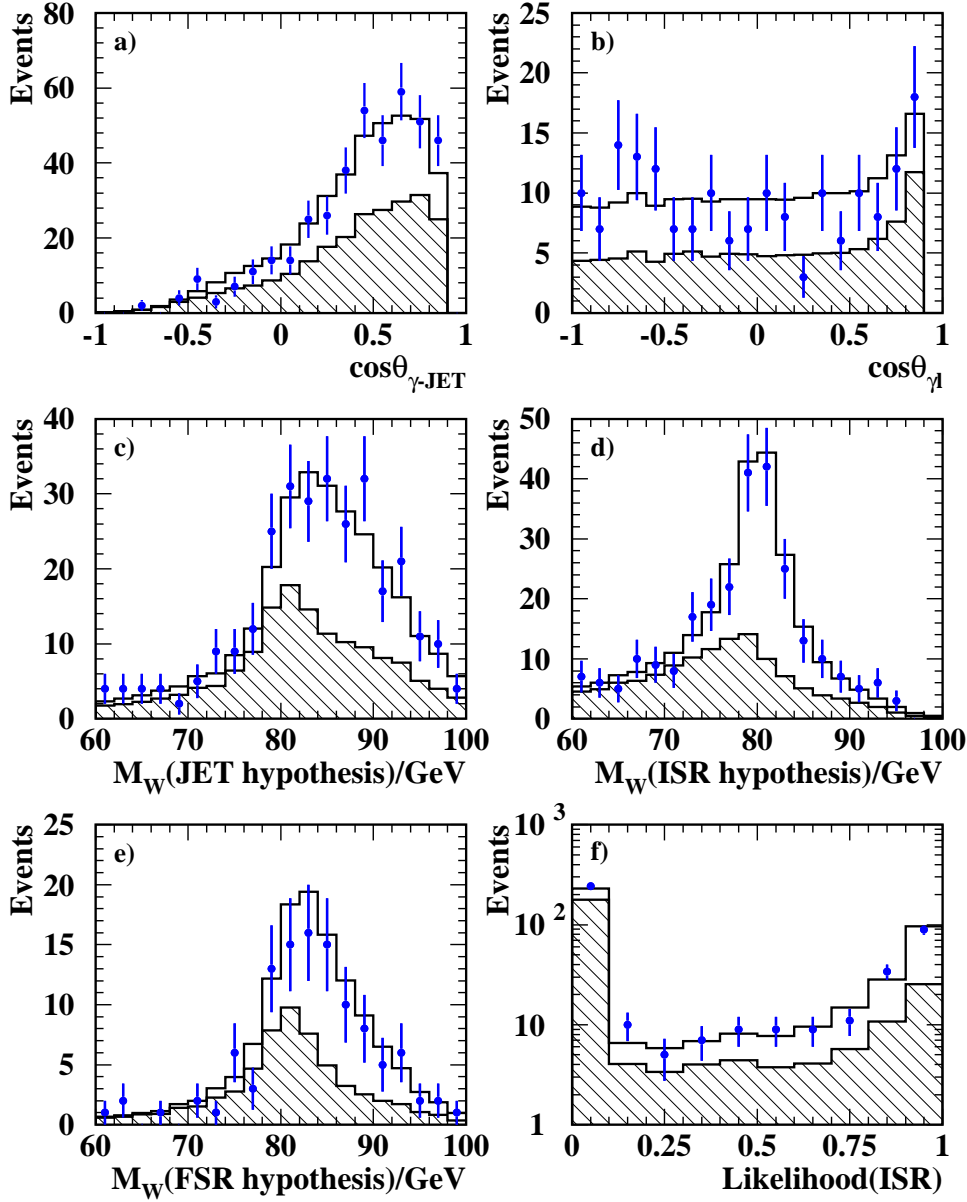 a)
Events
80
60
40
20
0
-1 -0.5 0 0.5 1
cosθγ-JET
b)
Events
25
20
15
10
5
0
-1 -0.5 0 0.5 1
cosθγl
c)
Events
40
30
20
10
0
60 70 80 90 100
MW(JET hypothesis)/GeV
d)
Events
50
40
30
20
10
0
60 70 80 90 100
MW(ISR hypothesis)/GeV
e)
Events
25
20
15
10
5
0
60 70 80 90 100
MW(FSR hypothesis)/GeV
f)
Events
10³
10²
10
1
0 0.25 0.5 0.75 1
Likelihood(ISR)